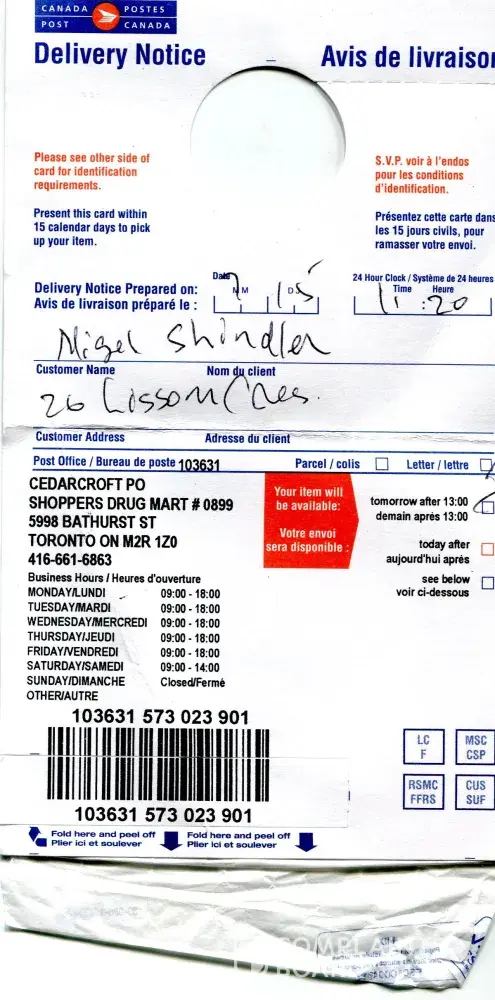 CANADA POSTES
POST CANADA
Delivery Notice Avis de livraison
Please see other side of
card for identification
requirements.
S.V.P. voir à l'endos
pour les conditions
d'identification.
Present this card within
15 calendar days to pick
up your item.
Présentez cette carte dans
les 15 jours civils, pour
ramasser votre envoi.
Delivery Notice Prepared on:
Avis de livraison préparé le :
Date
M D
7 15
24 Hour Clock / Système de 24 heures
Time Heure
11 : 20
Nigel Shindler
Customer Name Nom du client
26 Lissom Cres.
Customer Address Adresse du client
Post Office / Bureau de poste 103631 Parcel / colis Letter / lettre
CEDARCROFT PO
SHOPPERS DRUG MART # 0899
5998 BATHURST ST
TORONTO ON M2R 1Z0
416-661-6863
Your item will
be available:
Votre envoi
sera disponible :
tomorrow after 13:00
demain après 13:00
today after
aujourd'hui après
see below
voir ci-dessous
Business Hours / Heures d'ouverture
MONDAY/LUNDI 09:00 - 18:00
TUESDAY/MARDI 09:00 - 18:00
WEDNESDAY/MERCREDI 09:00 - 18:00
THURSDAY/JEUDI 09:00 - 18:00
FRIDAY/VENDREDI 09:00 - 18:00
SATURDAY/SAMEDI 09:00 - 14:00
SUNDAY/DIMANCHE Closed/Fermé
OTHER/AUTRE
103631 573 023 901
LC
F
MSC
CSP
RSMC
FFRS
CUS
SUF
103631 573 023 901
Fold here and peel off Fold here and peel off
Plier ici et soulever Plier ici et soulever